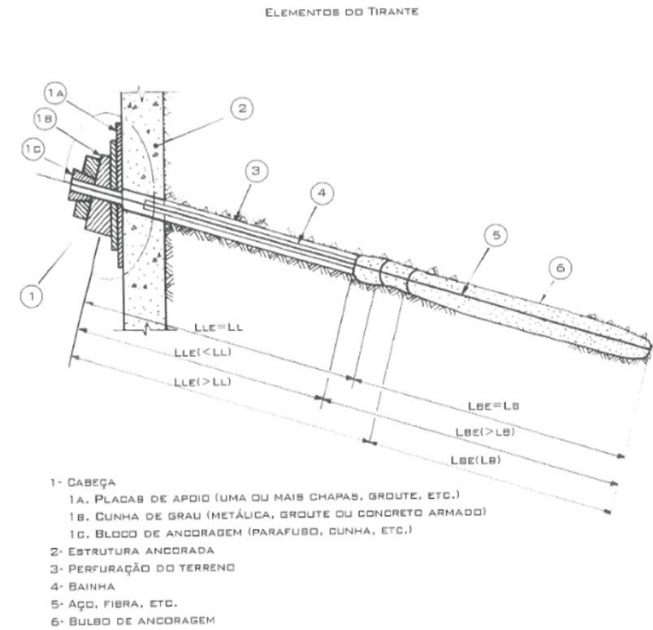 ELEMENTOS DO TIRANTE
1A
1B
1C
2
3
4
5
6
1
LLE=LL
LLE(<LL)
LLE(>LL)
LBE=LB
LBE(>LB)
LBE(LB)
1- CABEÇA
1A. PLACAS DE APOIO (UMA OU MAIS CHAPAS, GROUTE, ETC.)
1B. CUNHA DE GRAU (METÁLICA, GROUTE OU CONCRETO ARMADO)
1C. BLOCO DE ANCORAGEM (PARAFUSO, CUNHA, ETC.)
2- ESTRUTURA ANCORADA
3- PERFURAÇÃO DO TERRENO
4- BAINHA
5- AÇO, FIBRA, ETC.
6- BULBO DE ANCORAGEM